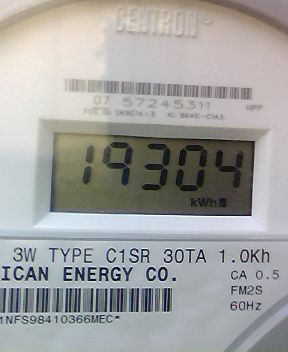 CENTRON
07 57245311 HPP
19304
kWh
3W TYPE C1SR 30TA 1.0Kh
ICAN ENERGY CO. CA 0.5
FM2S
60Hz
1NFS98410366MEC*